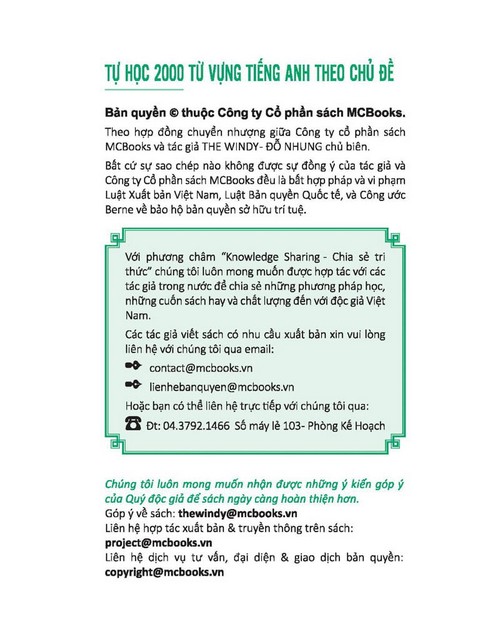 TỰ HỌC 2000 TỪ VỰNG TIẾNG ANH THEO CHỦ ĐỀ
Bản quyền © thuộc Công ty Cổ phần sách MCBooks.
Theo hợp đồng chuyển nhượng giữa Công ty cổ phần sách
MCBooks và tác giả THE WINDY- ĐỖ NHUNG chủ biên.
Bất cứ sự sao chép nào không được sự đồng ý của tác giả và
Công ty Cổ phần sách MCBooks đều là bất hợp pháp và vi phạm
Luật Xuất bản Việt Nam, Luật Bản quyền Quốc tế, và Công ước
Berne về bảo hộ bản quyền sở hữu trí tuệ.
Với phương châm “Knowledge Sharing - Chia sẻ tri
thức” chúng tôi luôn mong muốn được hợp tác với các
tác giả trong nước để chia sẻ những phương pháp học,
những cuốn sách hay và chất lượng đến với độc giả Việt
Nam.
Các tác giả viết sách có nhu cầu xuất bản xin vui lòng
liên hệ với chúng tôi qua email:
contact@mcbooks.vn
lienhebanquyen@mcbooks.vn
Hoặc bạn có thể liên hệ trực tiếp với chúng tôi qua:
Đt: 04.3792.1466 Số máy lẻ 103- Phòng Kế Hoạch
Chúng tôi luôn mong muốn nhận được những ý kiến góp ý
của Quý độc giả để sách ngày càng hoàn thiện hơn.
Góp ý về sách: thewindy@mcbooks.vn
Liên hệ hợp tác xuất bản & truyền thông trên sách:
project@mcbooks.vn
Liên hệ dịch vụ tư vấn, đại diện & giao dịch bản quyền:
copyright@mcbooks.vn